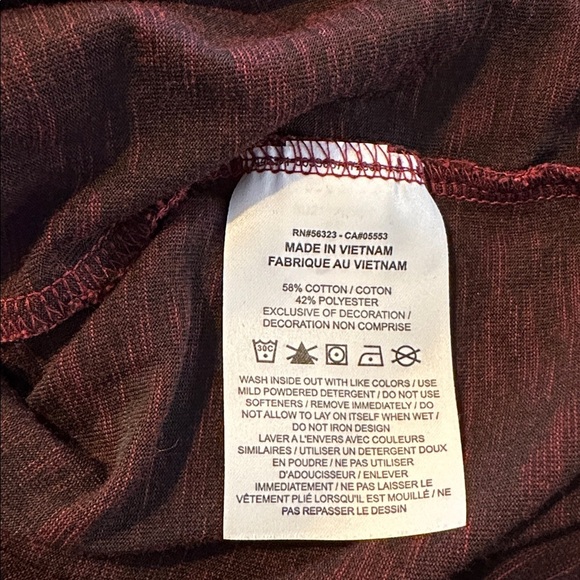 RN#56323 - CA#05553
MADE IN VIETNAM
FABRIQUE AU VIETNAM
58% COTTON / COTON
42% POLYESTER
EXCLUSIVE OF DECORATION /
DECORATION NON COMPRISE
30C
WASH INSIDE OUT WITH LIKE COLORS / USE
MILD POWDERED DETERGENT / DO NOT USE
SOFTENERS / REMOVE IMMEDIATELY / DO
NOT ALLOW TO LAY ON ITSELF WHEN WET /
DO NOT IRON DESIGN
LAVER A L'ENVERS AVEC COULEURS
SIMILAIRES / UTILISER UN DETERGENT DOUX
EN POUDRE / NE PAS UTILISER
D'ADOUCISEUR / ENLEVER
IMMEDIATEMENT / NE PAS LAISSER LE
VÊTEMENT PLIÉ LORSQU'IL EST MOUILLÉ / NE
PAS REPASSER LE DESSIN